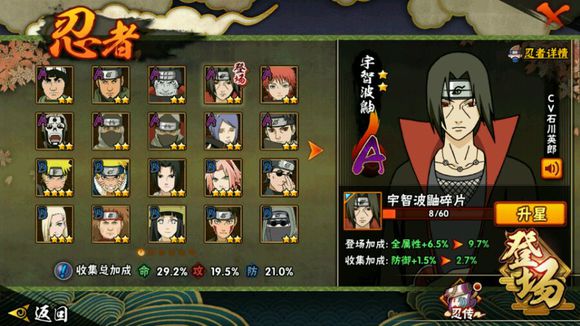 忍者
登场
忍者详情
宇智波鼬
A
CV石川英郎
宇智波鼬碎片
8/60
升星
登场加成: 全属性+6.5% 9.7%
收集加成: 防御+1.5% 2.7%
收集总加成 命 29.2% 攻 19.5% 防 21.0%
登场
忍传
返回